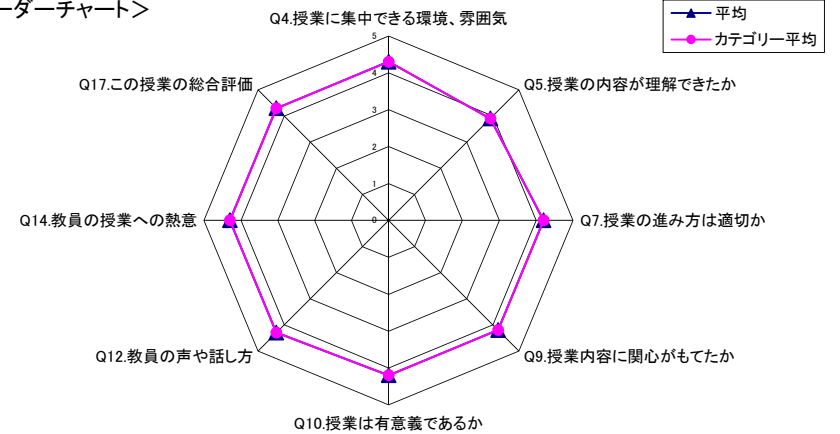 ーダーチャート＞
平均
カテゴリー平均
Q4.授業に集中できる環境、雰囲気
Q5.授業の内容が理解できたか
Q7.授業の進み方は適切か
Q9.授業内容に関心がもてたか
Q10.授業は有意義であるか
Q12.教員の声や話し方
Q14.教員の授業への熱意
Q17.この授業の総合評価
5
4
3
2
1
0